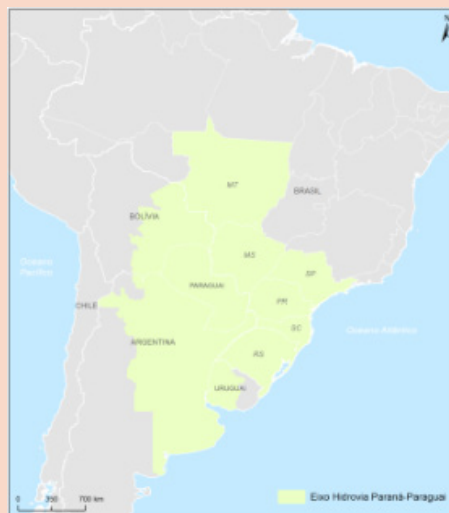 N
MT
BRASIL
BOLÍVIA
MS
Oceano
Pacífico
SP
PARAGUAI
PR
CHILE
SC
Oceano Atlântico
ARGENTINA
RS
URUGUAI
0 350 700 km
Eixo Hidrovia Paraná-Paraguai